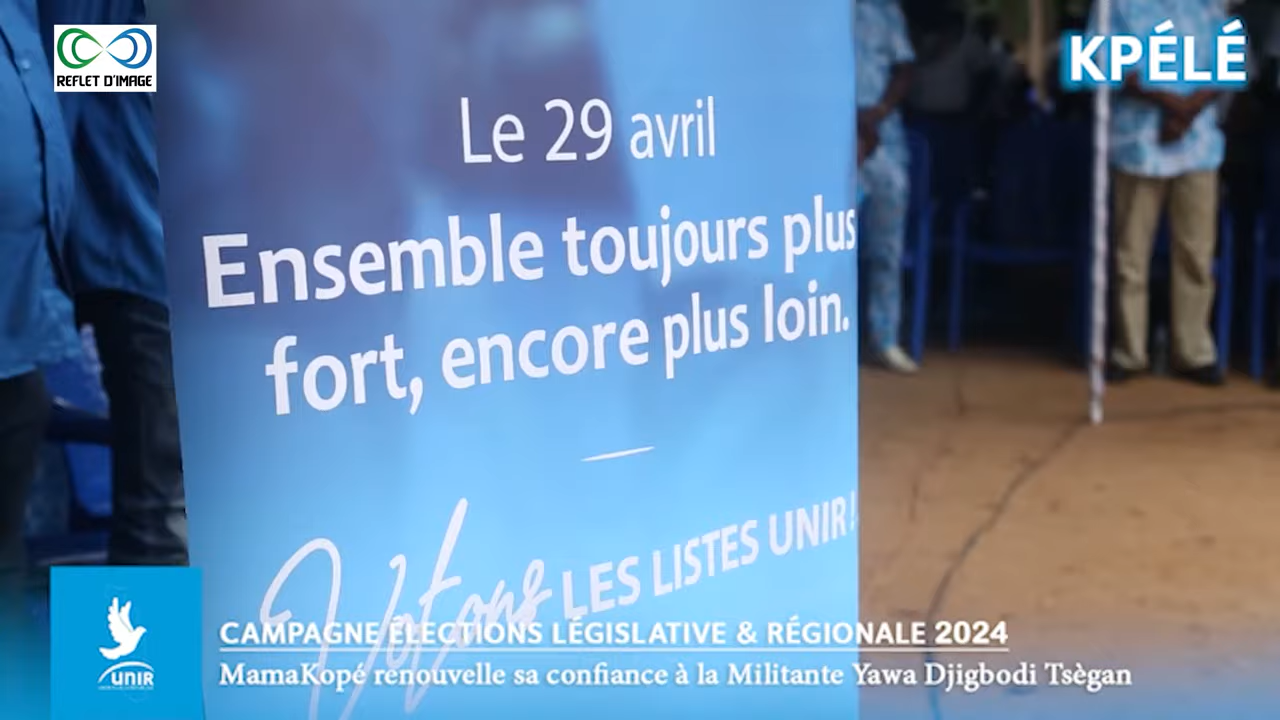 REFLET D'IMAGE
KPÉLÉ
Le 29 avril
Ensemble toujours plus
fort, encore plus loin.
Votons LES LISTES UNIR!
UNIR
CAMPAGNE ÉLECTIONS LÉGISLATIVE & RÉGIONALE 2024
MamaKopé renouvelle sa confiance à la Militante Yawa Djigbodi Tsègan